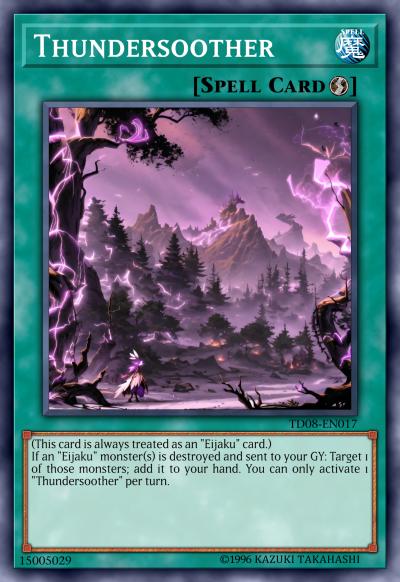 THUNDERSOOTHER
SPELL
魔
[SPELL CARD]
TD08-EN017
(This card is always treated as an "Eijaku" card.)
If an "Eijaku" monster(s) is destroyed and sent to your GY: Target 1
of those monsters; add it to your hand. You can only activate 1
"Thundersoother" per turn.
15005029
©1996 KAZUKI TAKAHASHI